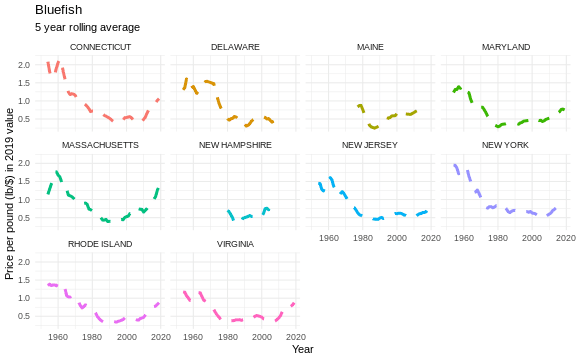 Bluefish
5 year rolling average
CONNECTICUT DELAWARE MAINE MARYLAND
2.0
1.5
1.0
0.5
MASSACHUSETTS NEW HAMPSHIRE NEW JERSEY NEW YORK
2.0
1.5
1.0
0.5
1960 1980 2000 2020 1960 1980 2000 2020
RHODE ISLAND VIRGINIA
2.0
1.5
1.0
0.5
1960 1980 2000 2020 1960 1980 2000 2020
Year
Price per pound (lb/$) in 2019 value